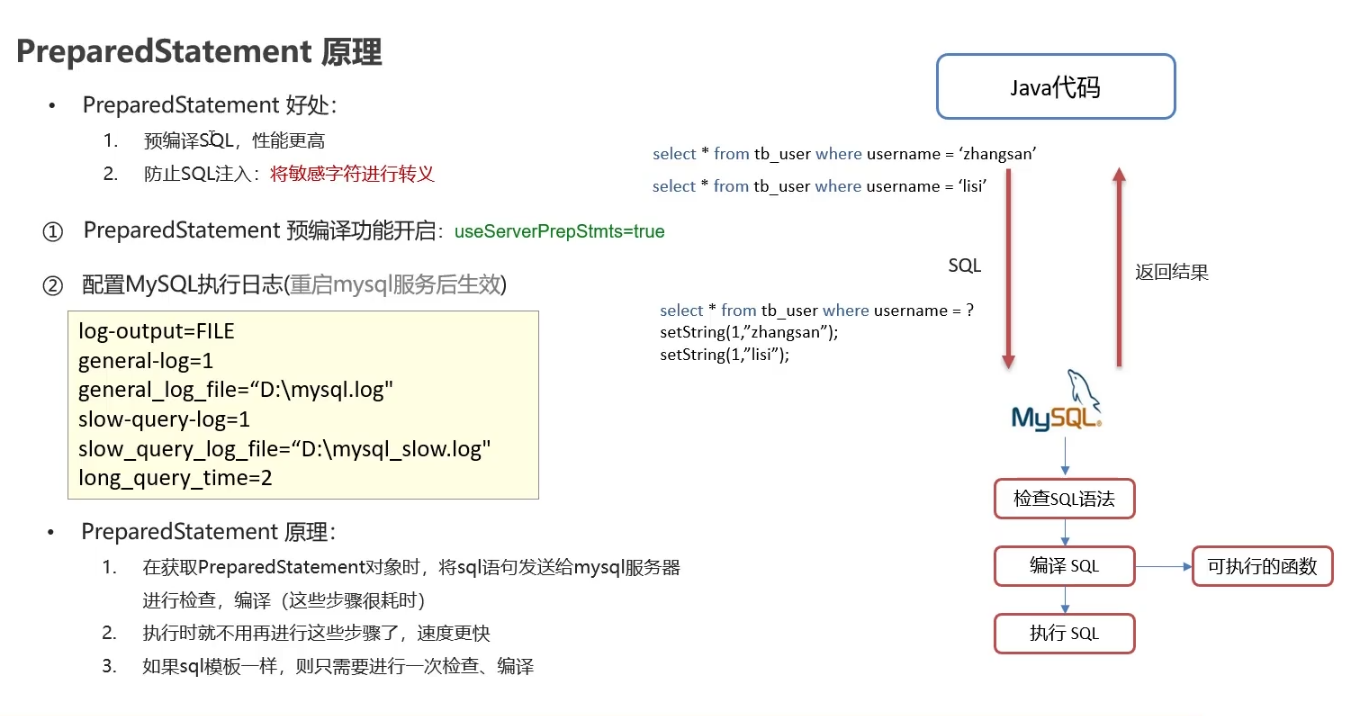 PreparedStatement 原理
• PreparedStatement 好处：
1. 预编译SQL，性能更高
2. 防止SQL注入：将敏感字符进行转义
① PreparedStatement 预编译功能开启：useServerPrepStmts=true
② 配置MySQL执行日志(重启mysql服务后生效)
log-output=FILE
general-log=1
general_log_file=“D:\mysql.log"
slow-query-log=1
slow_query_log_file=“D:\mysql_slow.log"
long_query_time=2
• PreparedStatement 原理：
1. 在获取PreparedStatement对象时，将sql语句发送给mysql服务器
进行检查，编译（这些步骤很耗时）
2. 执行时就不用再进行这些步骤了，速度更快
3. 如果sql模板一样，则只需要进行一次检查、编译
Java代码
select * from tb_user where username = ‘zhangsan’
select * from tb_user where username = ‘lisi’
SQL
返回结果
select * from tb_user where username = ?
setString(1,”zhangsan”);
setString(1,”lisi”);
MySQL®
检查SQL语法
编译 SQL
可执行的函数
执行 SQL